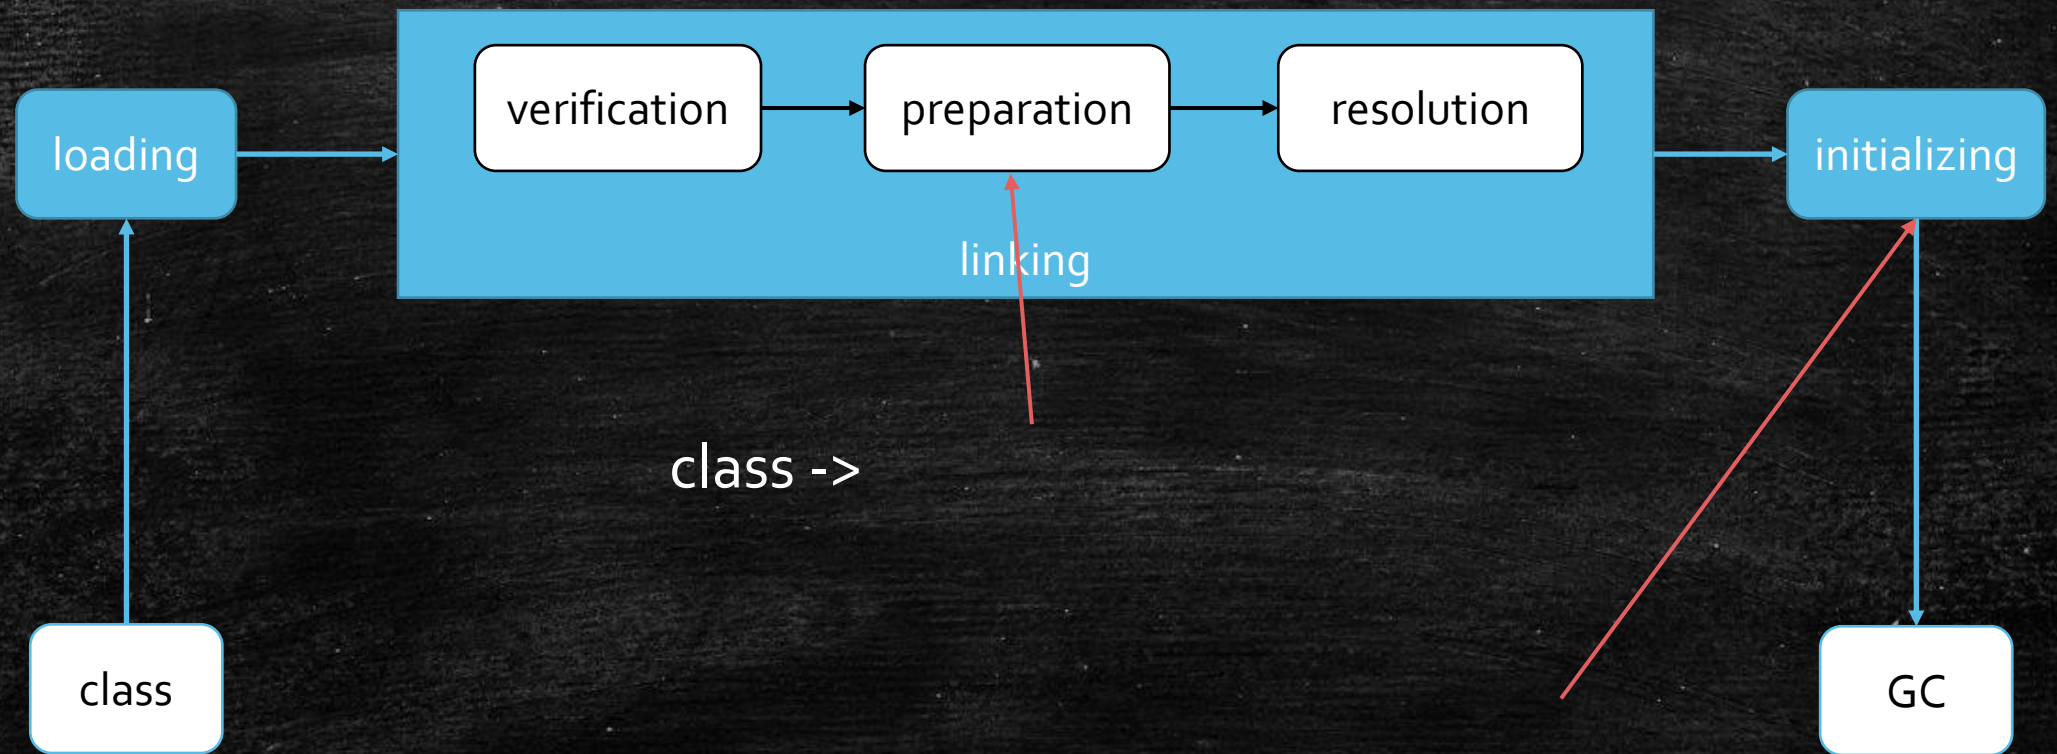 verification
preparation
resolution
loading
initializing
linking
class ->
class
GC